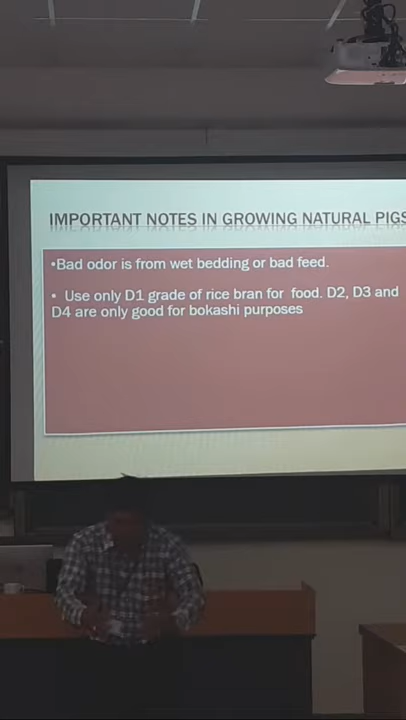 IMPORTANT NOTES IN GROWING NATURAL PIGS
•Bad odor is from wet bedding or bad feed.
• Use only D1 grade of rice bran for food. D2, D3 and
D4 are only good for bokashi purposes